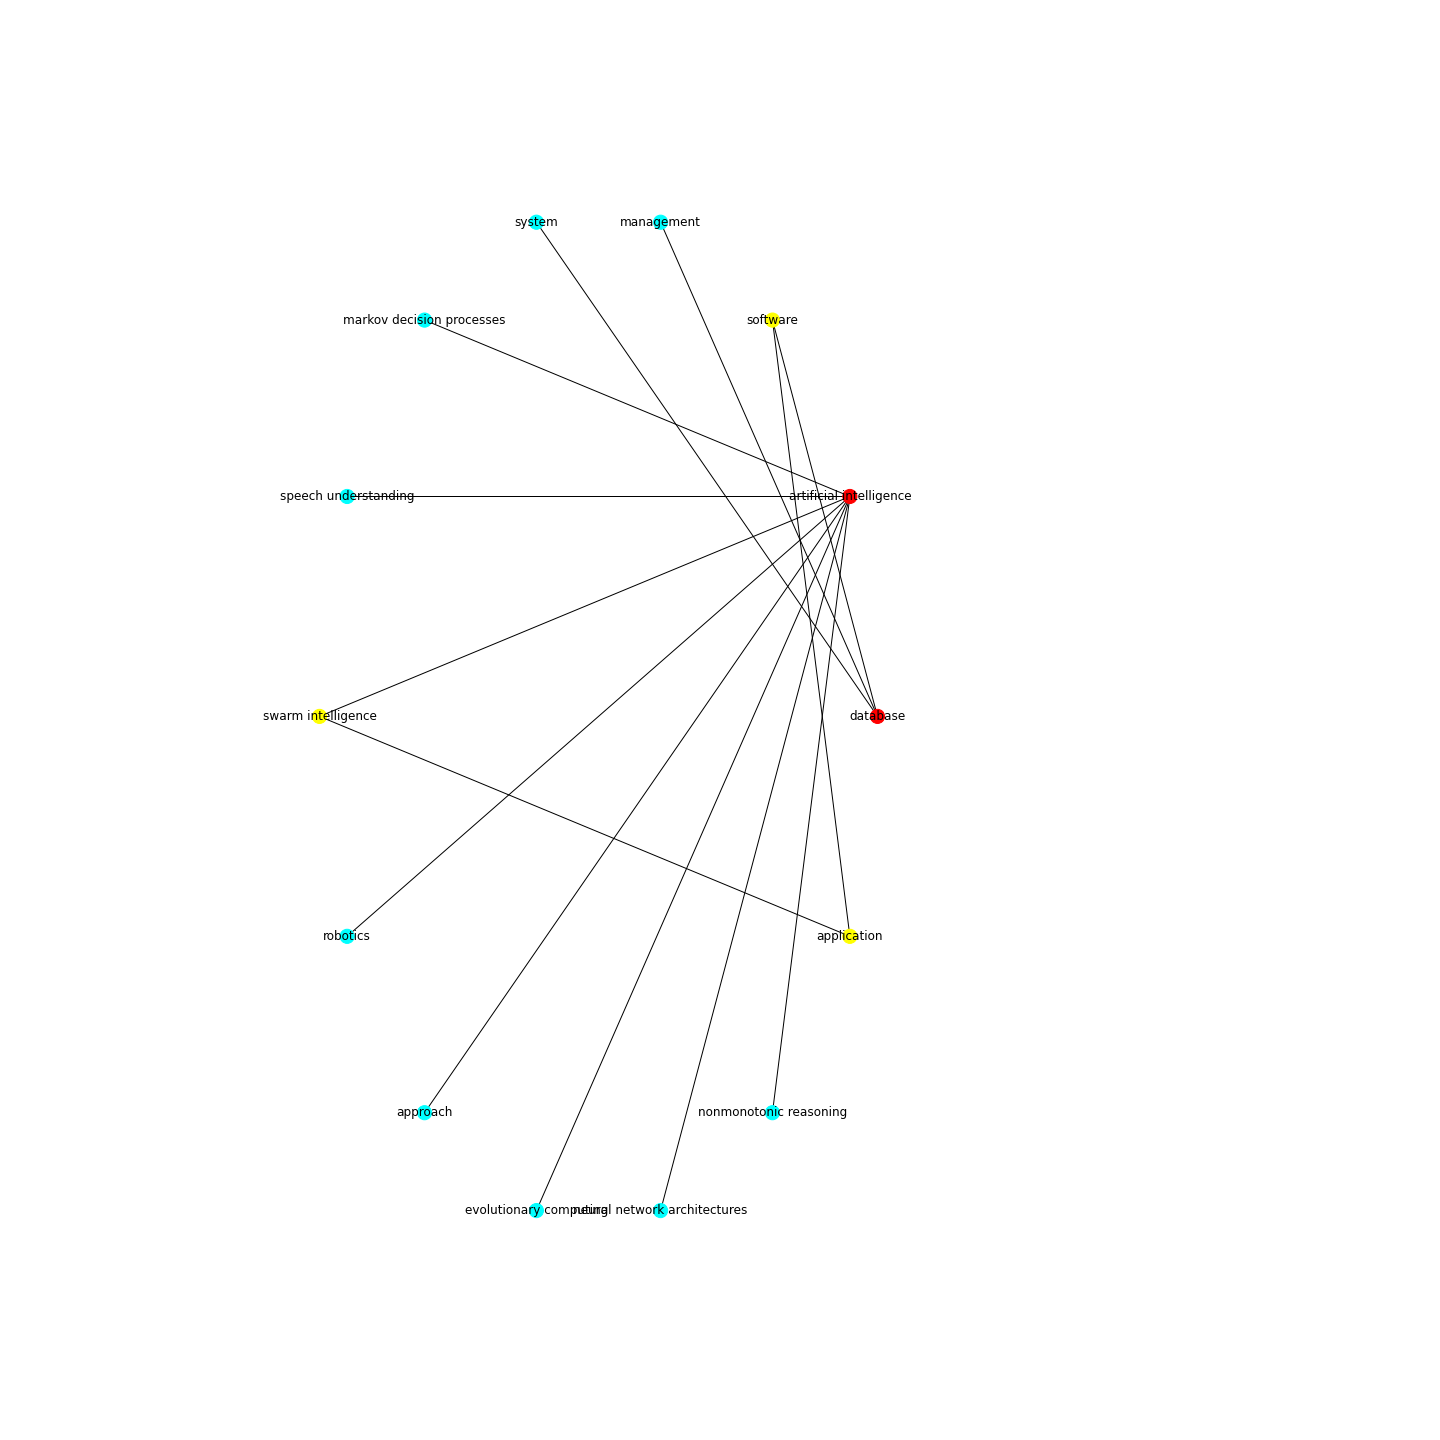 system
management
markov decision processes
software
speech understanding
artificial intelligence
swarm intelligence
database
robotics
application
approach
nonmonotonic reasoning
evolutionary computing
neural network architectures